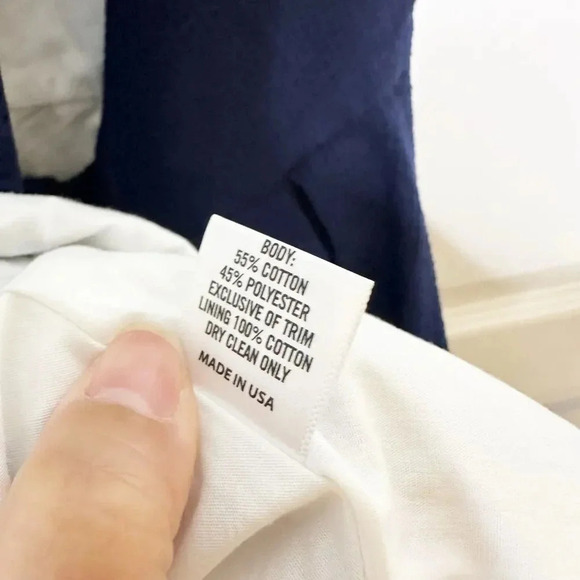 BODY:
55% COTTON
45% POLYESTER
EXCLUSIVE OF TRIM
LINING 100% COTTON
DRY CLEAN ONLY
MADE IN USA